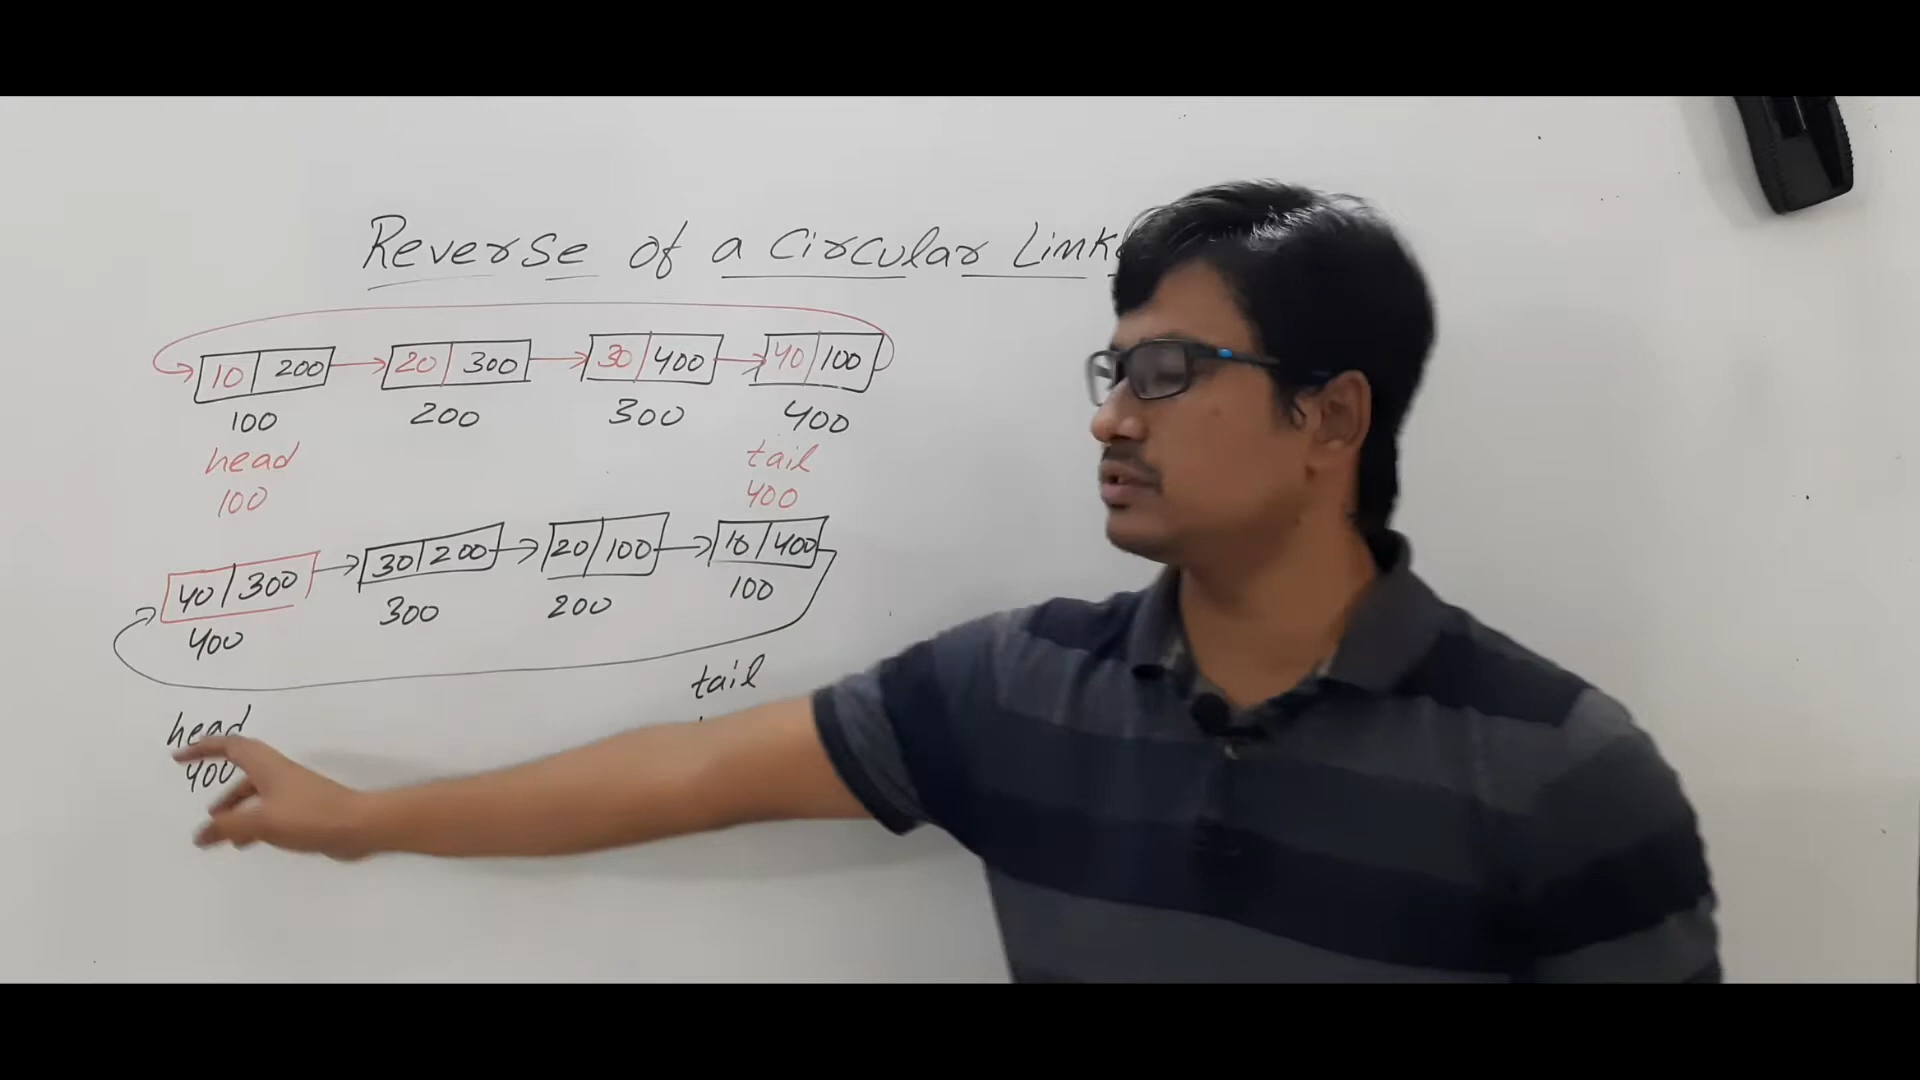 Reverse of a Circular
10 200 20 300 30 400 40 100
100 200 300 400
head tail
100 400
40 300 30 200 20 100 10 400
400 300 200 100
tail
head
400